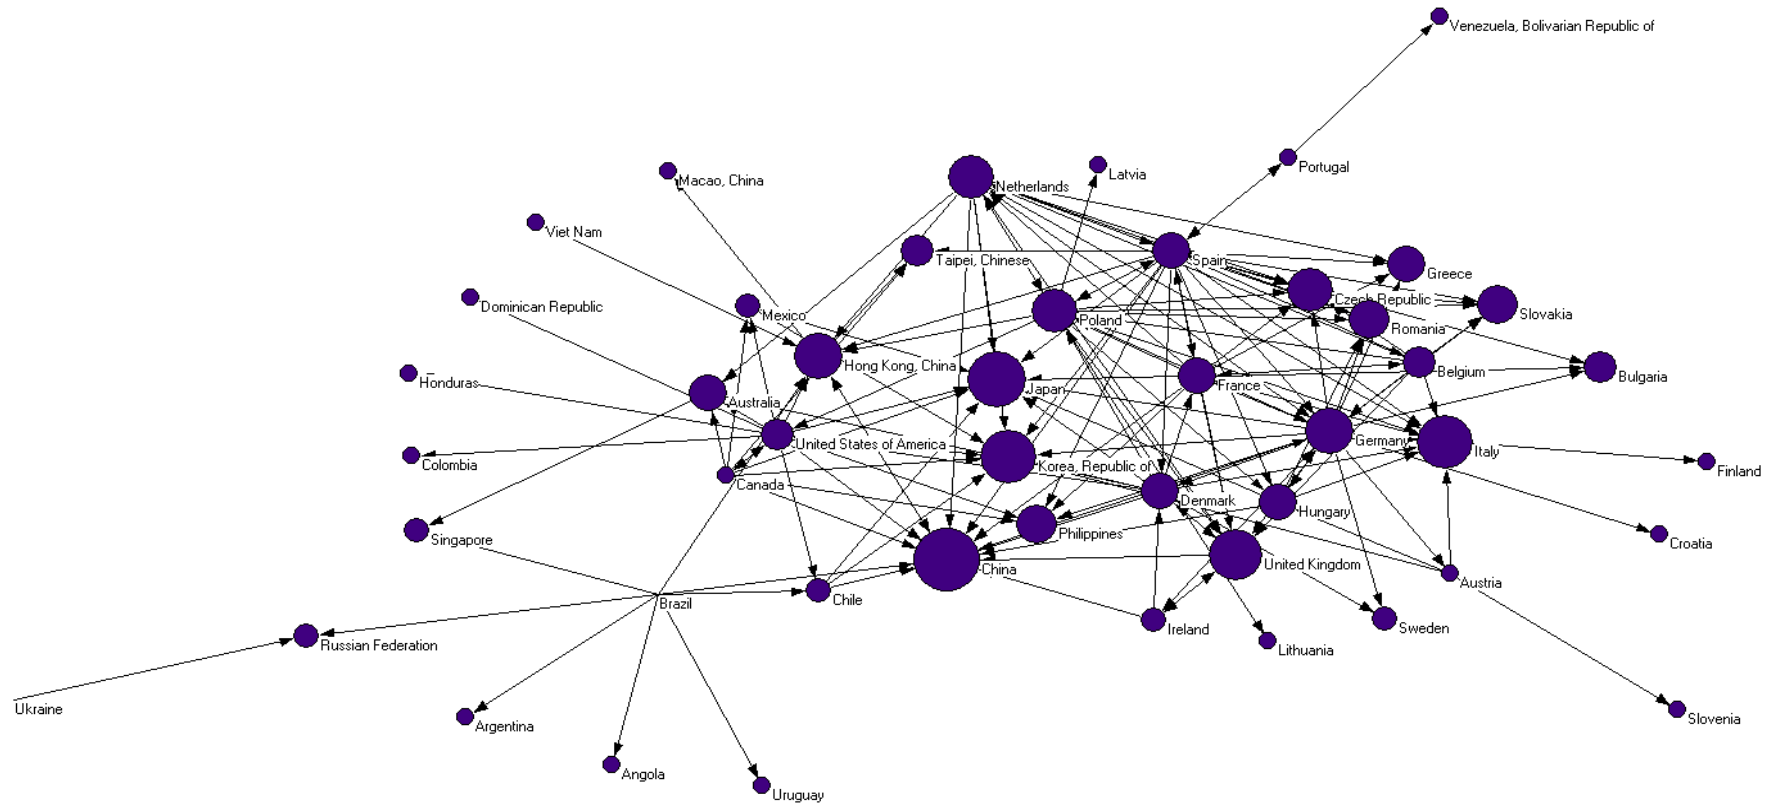 Venezuela, Bolivarian Republic of
Portugal
Latvia
Macao, China
Netherlands
Viet Nam
Taipei, Chinese
Spain
Greece
Czech Republic
Dominican Republic
Mexico
Poland
Slovakia
Romania
Hong Kong, China
Belgium
Bulgaria
Honduras
Japan
France
Australia
United States of America
Germany
Italy
Colombia
Korea, Republic of
Finland
Canada
Denmark
Hungary
Singapore
Philippines
Croatia
China
United Kingdom
Austria
Chile
Brazil
Ireland
Sweden
Russian Federation
Lithuania
Ukraine
Slovenia
Argentina
Angola
Uruguay